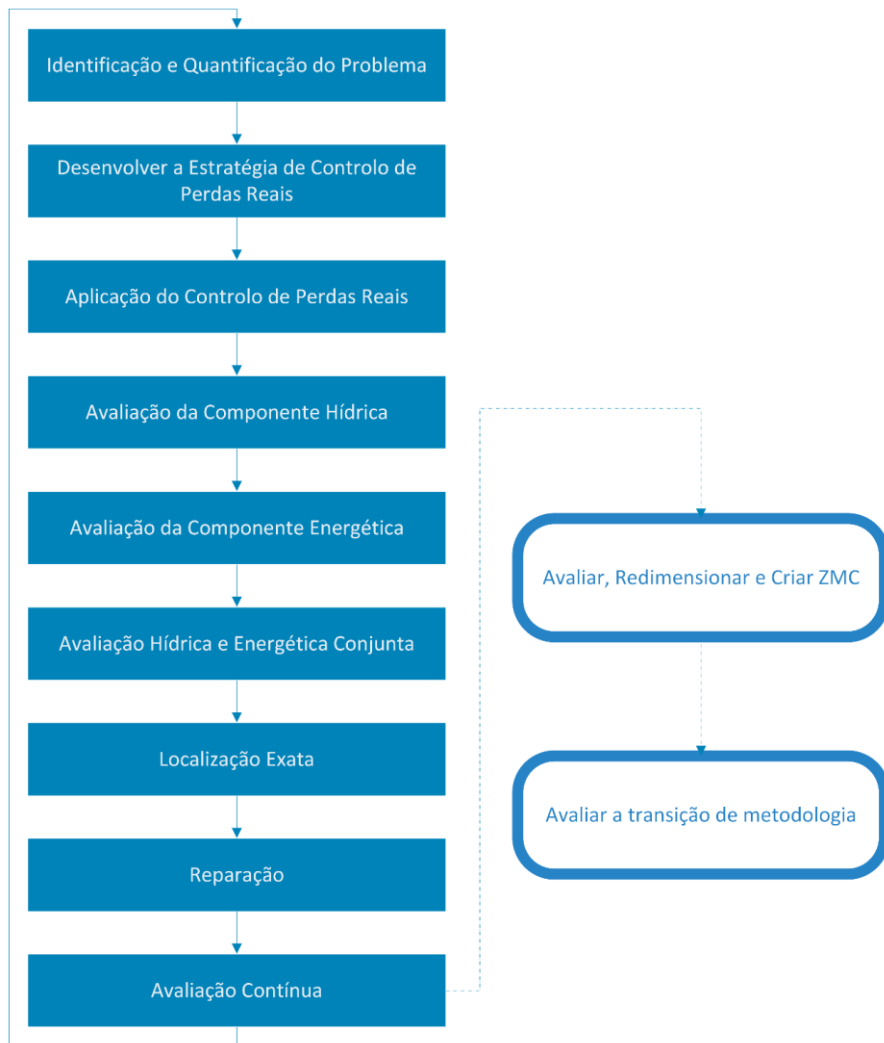 Identificação e Quantificação do Problema
Desenvolver a Estratégia de Controlo de
Perdas Reais
Aplicação do Controlo de Perdas Reais
Avaliação da Componente Hídrica
Avaliação da Componente Energética
Avaliação Hídrica e Energética Conjunta
Localização Exata
Reparação
Avaliação Contínua
Avaliar, Redimensionar e Criar ZMC
Avaliar a transição de metodologia